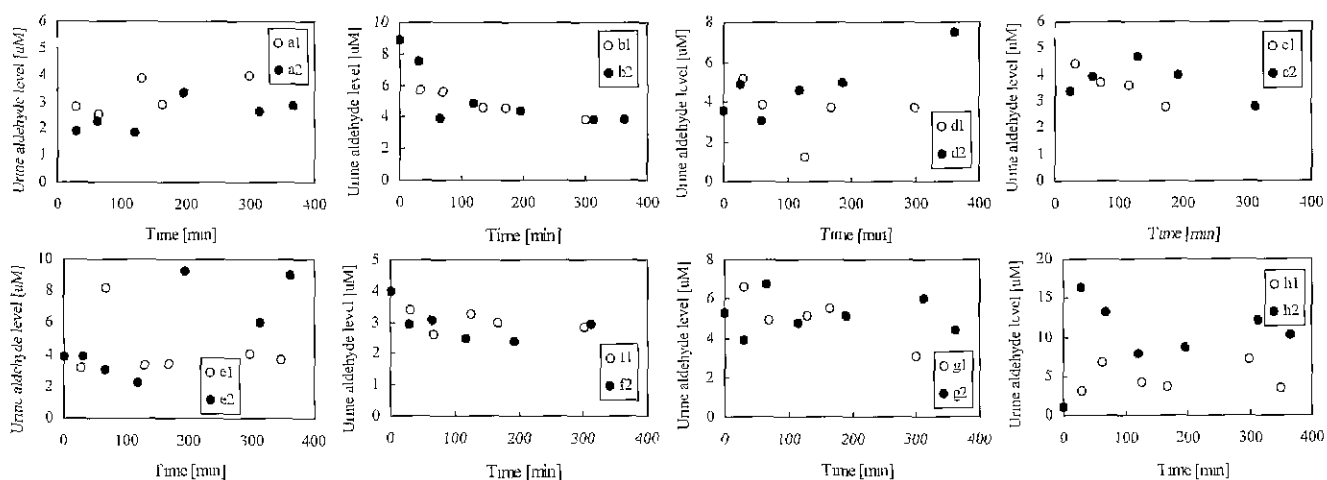 Urine aldehyde level [uM]
6
5
4
3
2
1
0
0 100 200 300 400
Time [min]
a1
a2
Urine aldehyde level [uM]
10
8
6
4
2
0
0 100 200 300 400
Time [min]
b1
b2
Urine aldehyde level [uM]
8
6
4
2
0
0 100 200 300 400
Time [min]
d1
d2
Urine aldehyde level [uM]
6
5
4
3
2
1
0
0 100 200 300 400
Time [min]
c1
c2
Urine aldehyde level [uM]
10
8
6
4
2
0
0 100 200 300 400
Time [min]
e1
e2
Urine aldehyde level [uM]
5
4
3
2
1
0
0 100 200 300 400
Time [min]
f1
f2
Urine aldehyde level [uM]
8
6
4
2
0
0 100 200 300 400
Time [min]
g1
g2
Urine aldehyde level [uM]
20
15
10
5
0
0 100 200 300 400
Time [min]
h1
h2